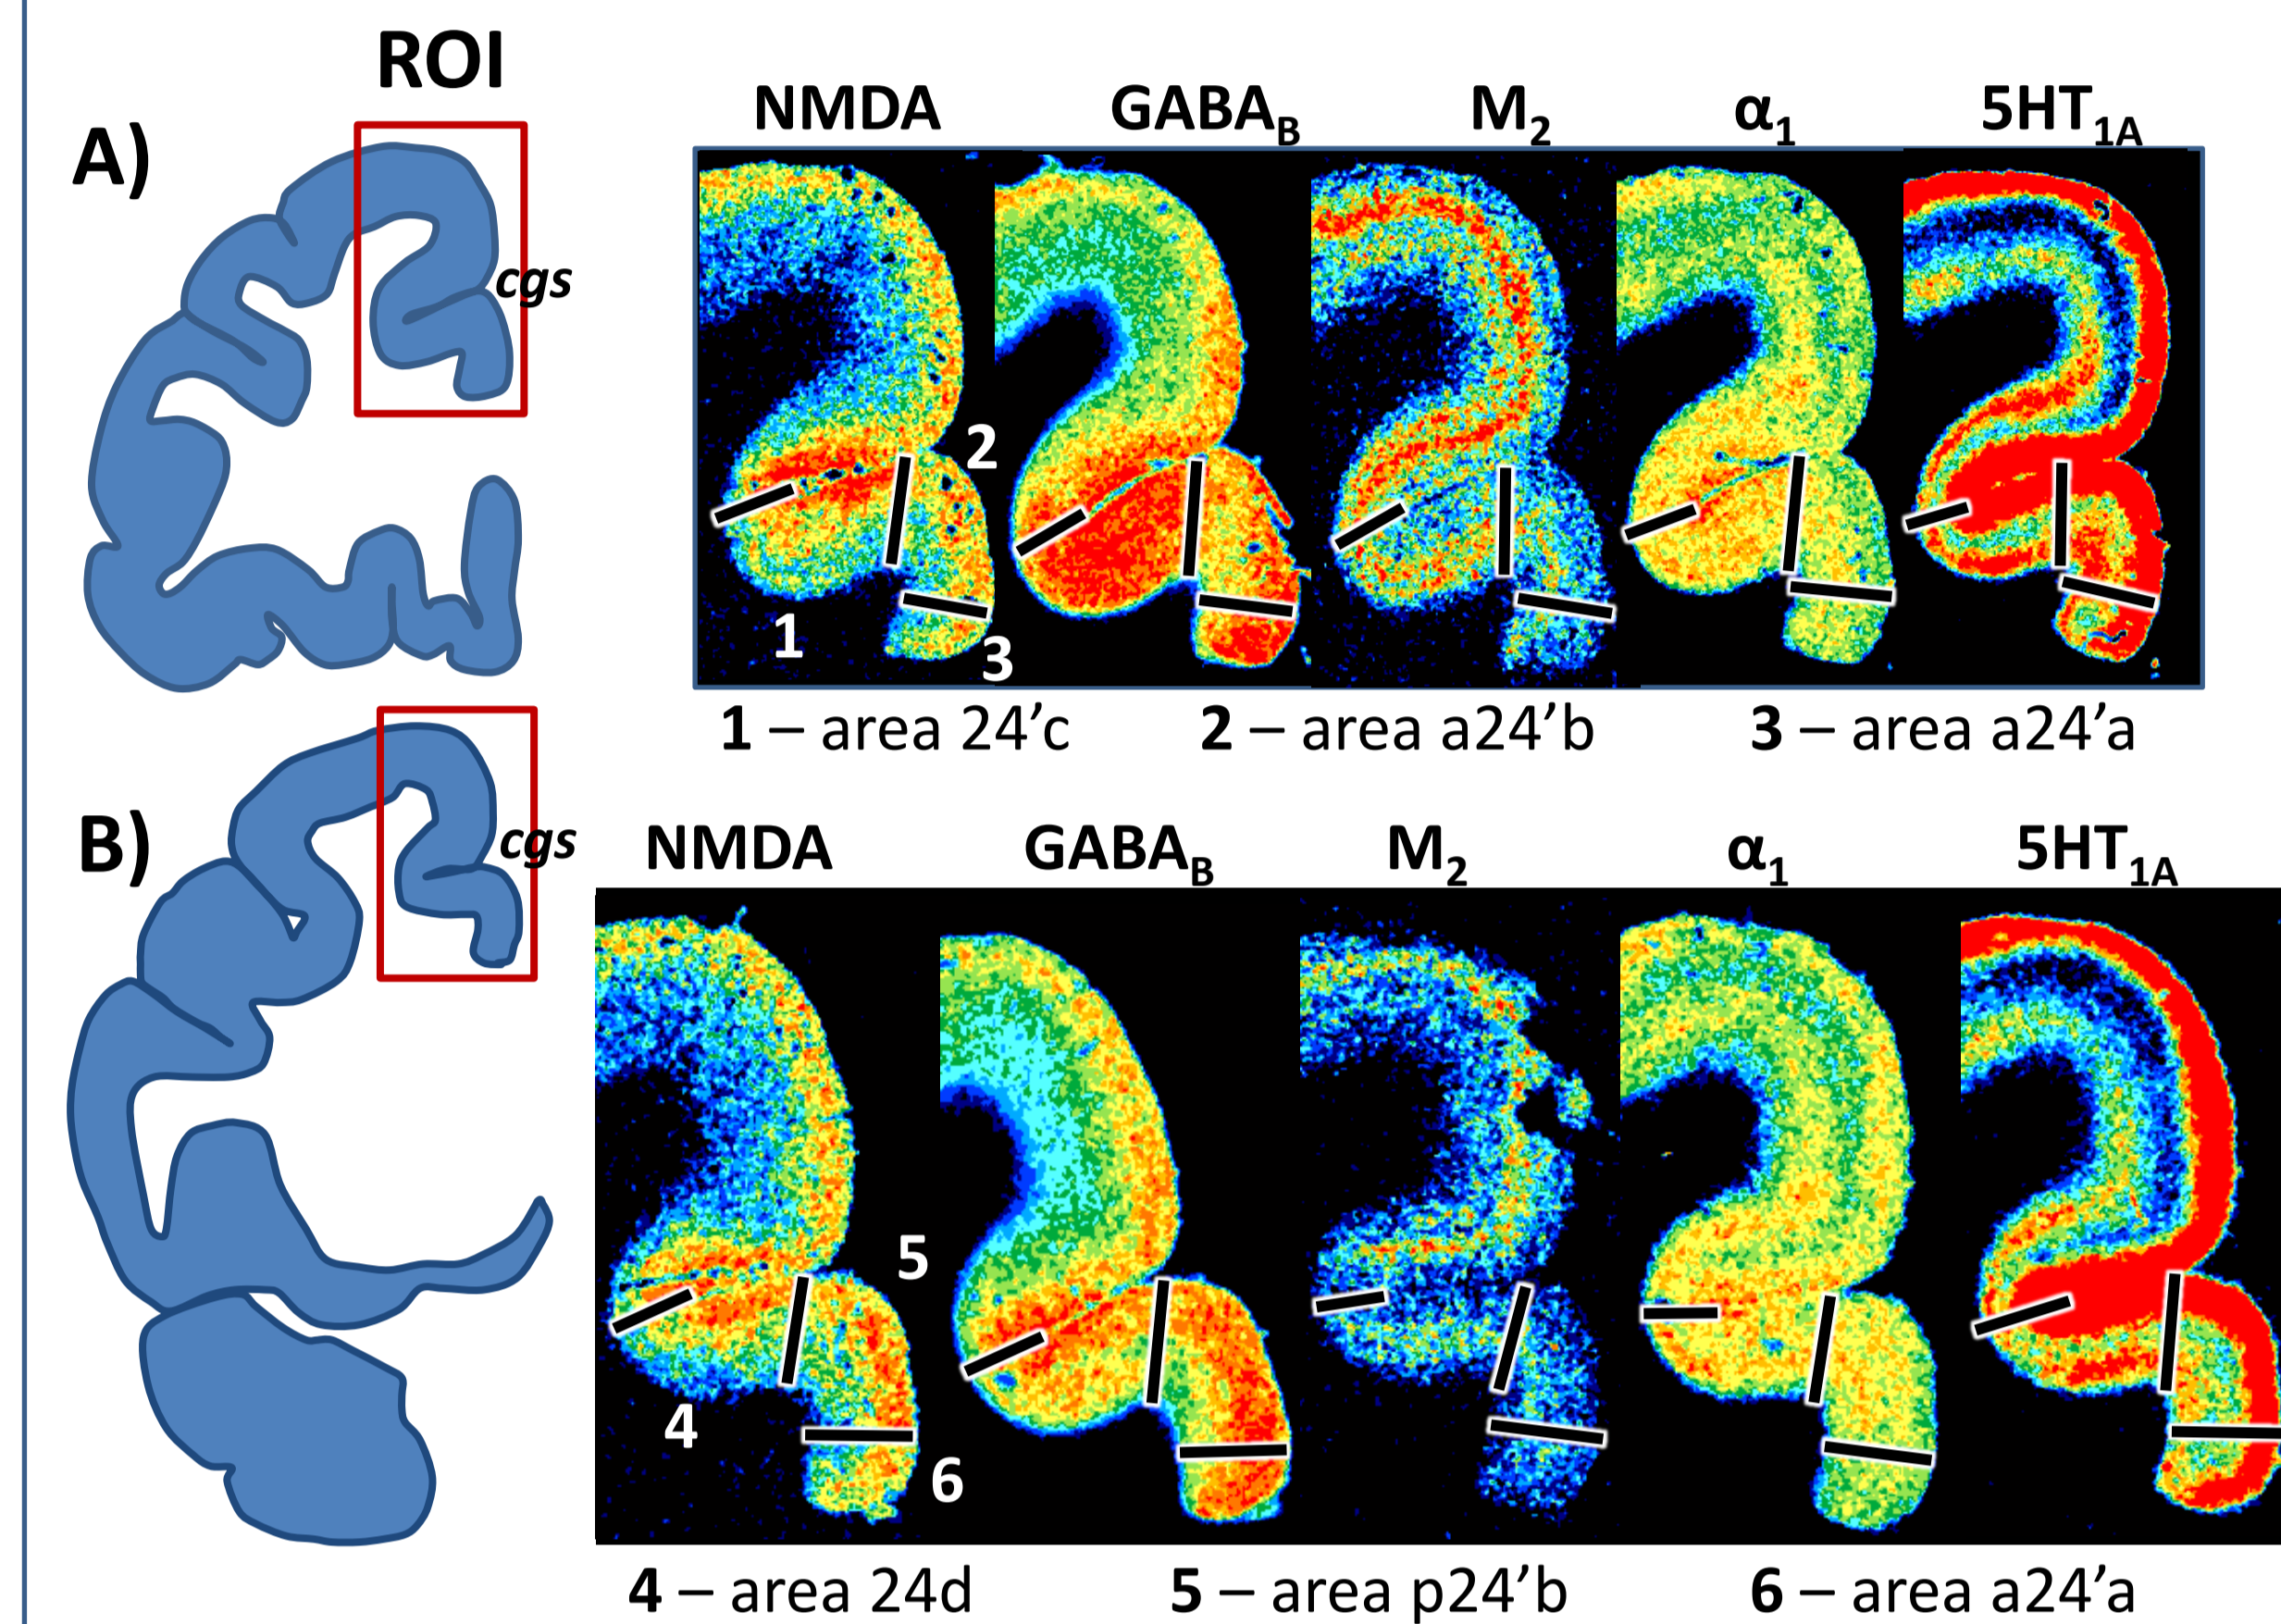 ROI
A)
cgs
NMDA GABAB M2 α1 5HT1A
2
1
3
1 – area 24’c 2 – area a24’b 3 – area a24’a
B)
cgs
NMDA GABAB M2 α1 5HT1A
5
4
6
4 – area 24d 5 – area p24’b 6 – area a24’a